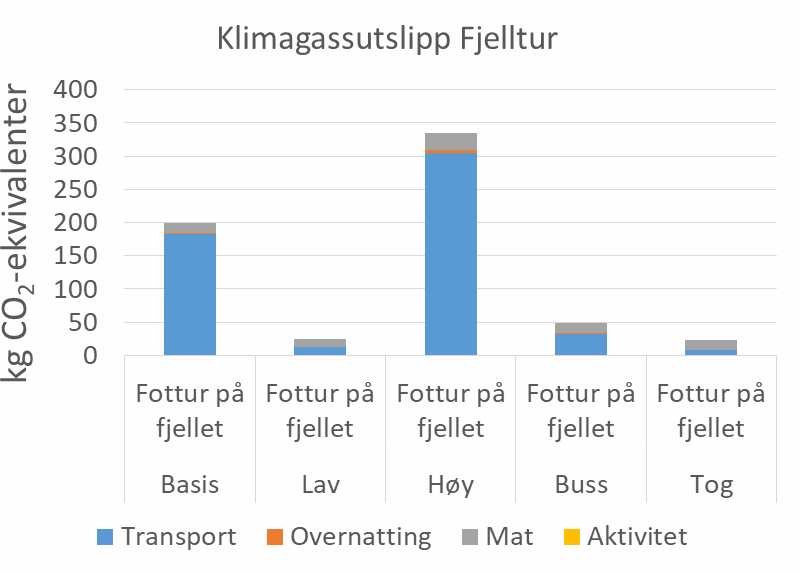 Klimagassutslipp Fjelltur
kg CO₂-ekvivalenter
400
350
300
250
200
150
100
50
0
Fottur på fjellet Fottur på fjellet Fottur på fjellet Fottur på fjellet Fottur på fjellet
Basis Lav Høy Buss Tog
Transport Overnatting Mat Aktivitet